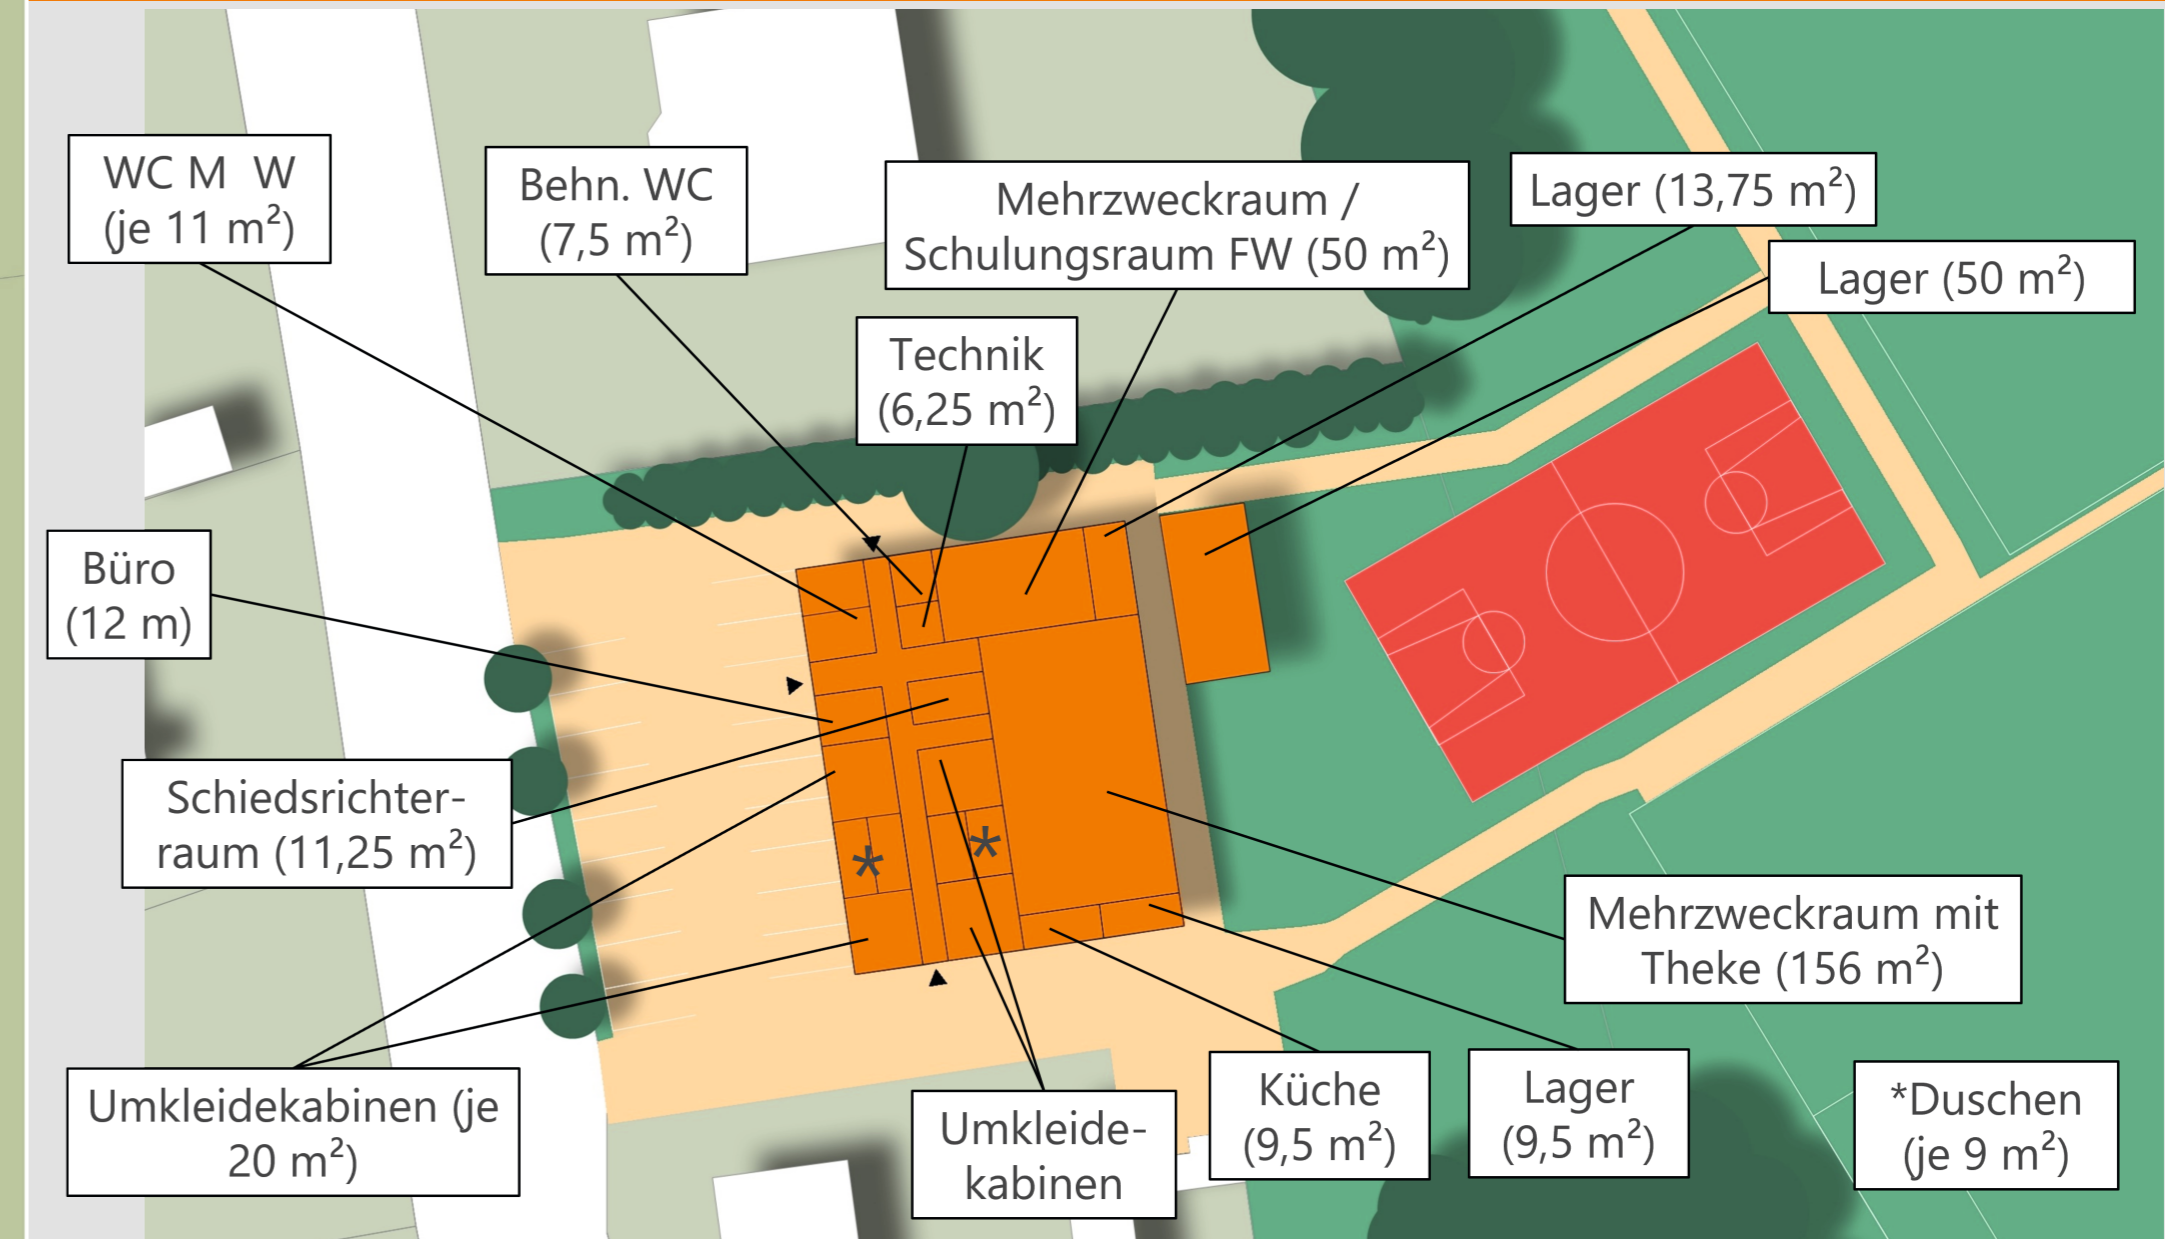 WC M  W
(je 11 m²)
Behn. WC
(7,5 m²)
Mehrzweckraum /
Schulungsraum FW (50 m²)
Lager (13,75 m²)
Lager (50 m²)
Technik
(6,25 m²)
Büro
(12 m)
Schiedsrichter-
raum (11,25 m²)
*
*
Mehrzweckraum mit
Theke (156 m²)
Umkleidekabinen (je
20 m²)
Umkleide-
kabinen
Küche
(9,5 m²)
Lager
(9,5 m²)
*Duschen
(je 9 m²)